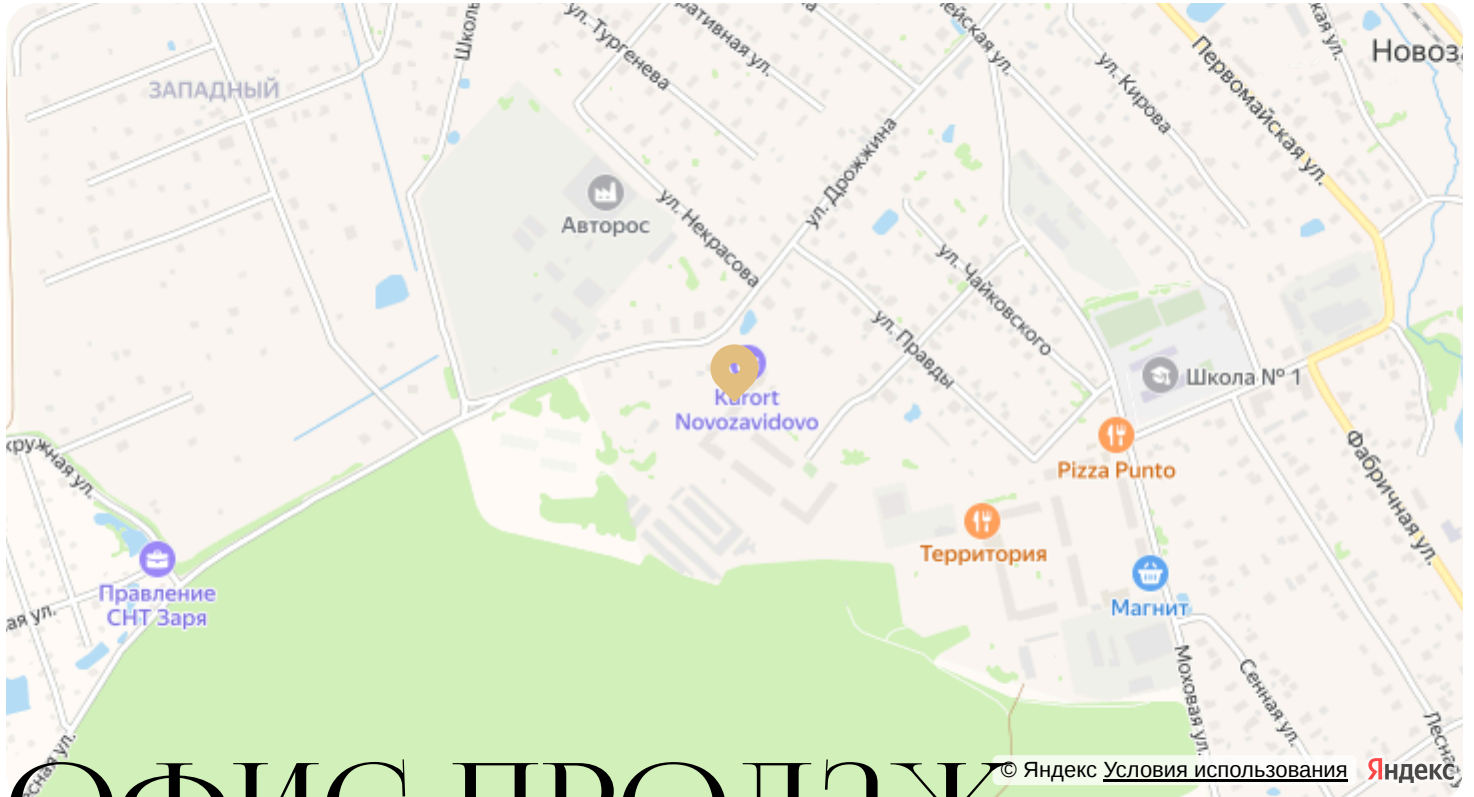 ул. Тургенева
ул. Кирова
Первомайская ул.
ЗАПАДНЫЙ
ул. Дрожжина
Авторос
ул. Некрасова
ул. Чайковского
ул. Правды
Школа № 1
Kurort
Novozavidovo
Pizza Punto
Фабричная ул.
Территория
Правление
СНТ Заря
Магнит
Моховая ул.
Сенная ул.
ОФИС ПРОДАЖ
© Яндекс Условия использования Яндекс